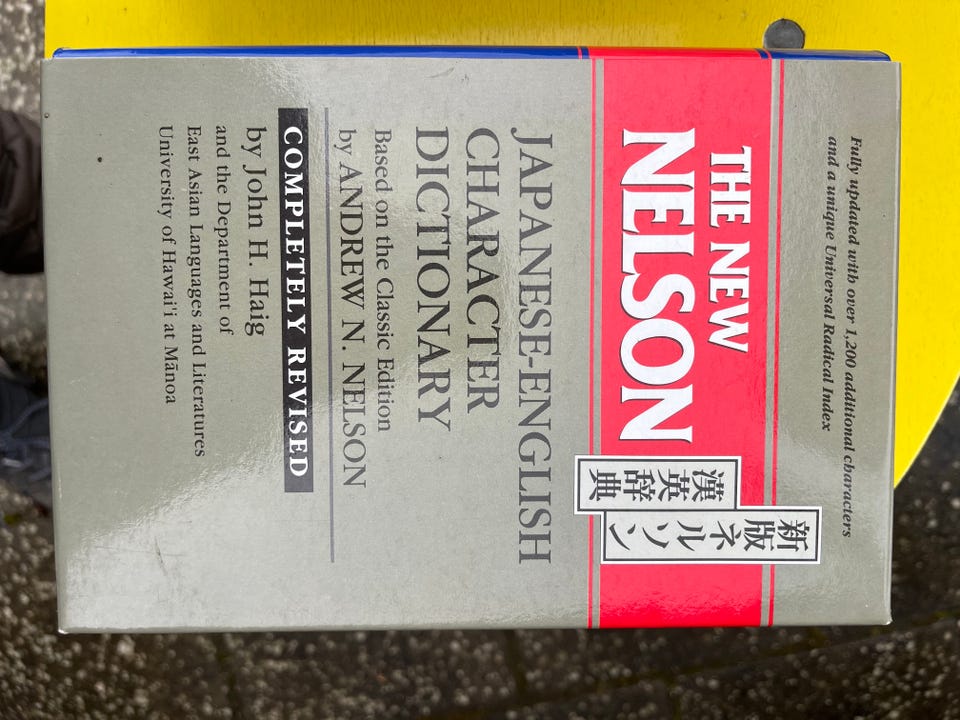 Fully updated with over 1,200 additional characters
and a unique Universal Radical Index
THE NEW
NELSON
新版ネルソン
漢英辞典
JAPANESE-ENGLISH
CHARACTER
DICTIONARY
Based on the Classic Edition
by ANDREW N. NELSON
COMPLETELY REVISED
by John H. Haig
and the Department of
East Asian Languages and Literatures
University of Hawai'i at Mānoa